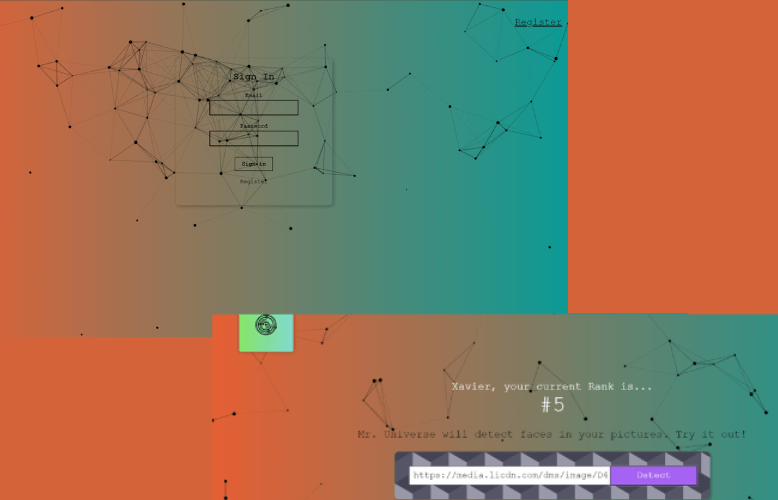 Register
Sign In
Email
Password
Sign in
Register
Xavier, your current Rank is...
#5
Mr. Universe will detect faces in your pictures. Try it out!
https://media.licdn.com/dms/image/D4
Detect